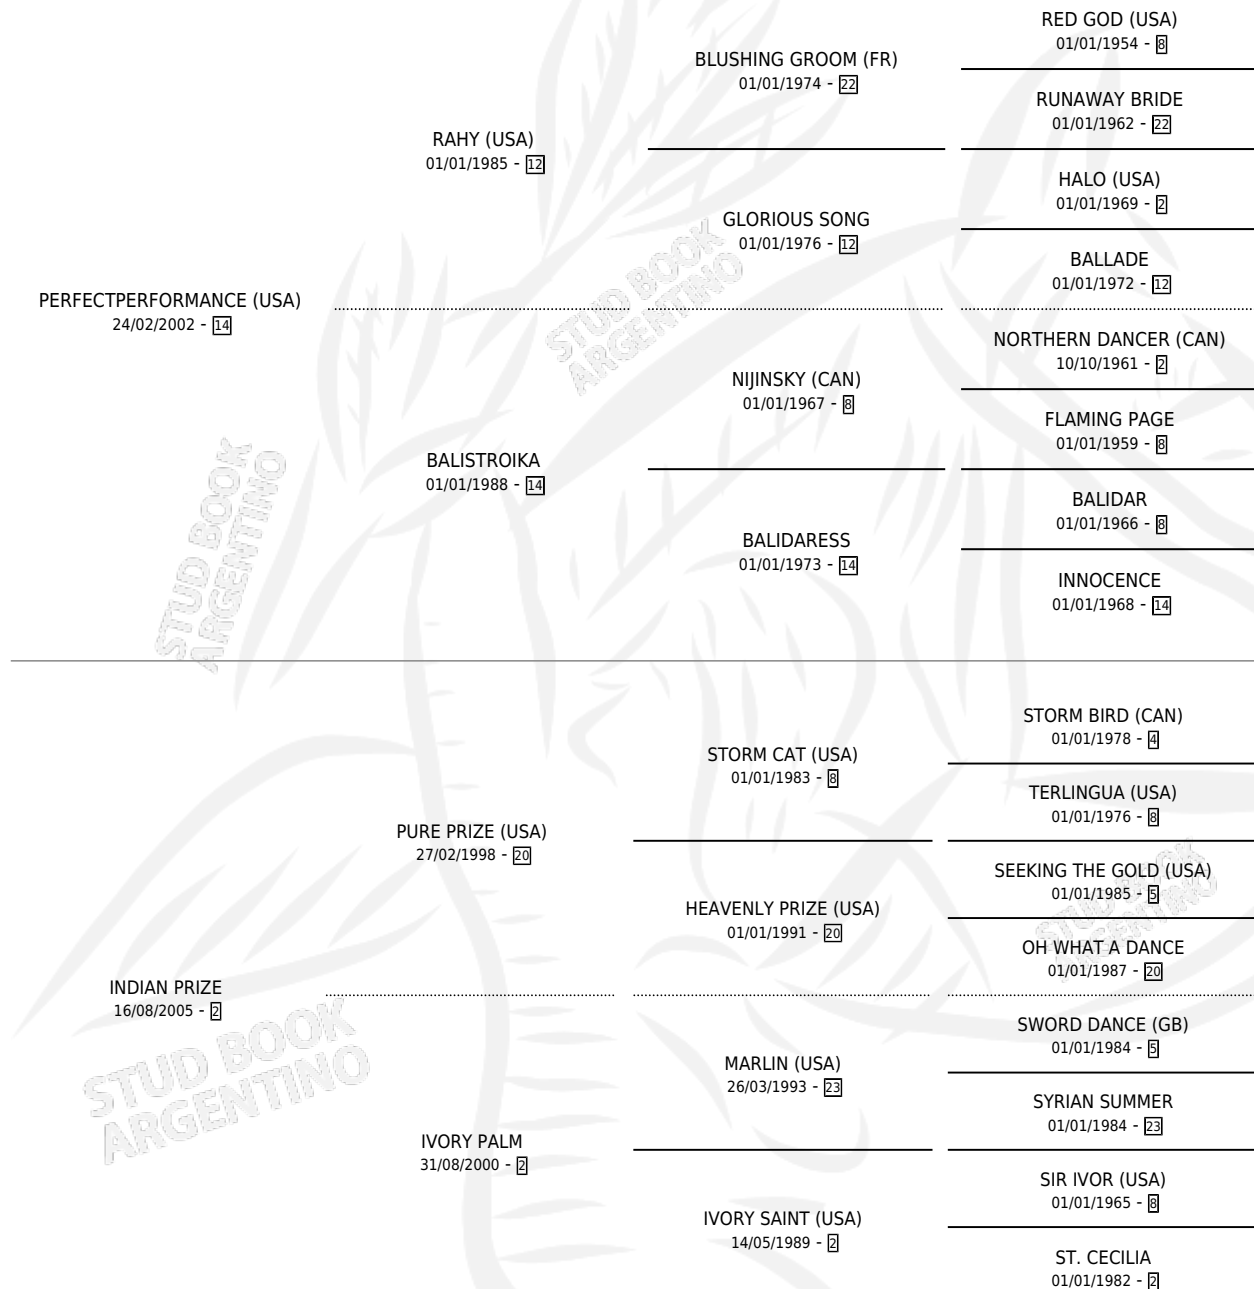 RED GOD (USA)
01/01/1954 - 8
BLUSHING GROOM (FR)
01/01/1974 - 22
RUNAWAY BRIDE
01/01/1962 - 22
RAHY (USA)
01/01/1985 - 12
HALO (USA)
01/01/1969 - 2
GLORIOUS SONG
01/01/1976 - 12
BALLADE
01/01/1972 - 12
PERFECTPERFORMANCE (USA)
24/02/2002 - 14
NORTHERN DANCER (CAN)
10/10/1961 - 2
NIJINSKY (CAN)
01/01/1967 - 8
FLAMING PAGE
01/01/1959 - 8
BALISTROIKA
01/01/1988 - 14
BALIDAR
01/01/1966 - 8
BALIDARESS
01/01/1973 - 14
INNOCENCE
01/01/1968 - 14
STORM BIRD (CAN)
01/01/1978 - 4
STORM CAT (USA)
01/01/1983 - 8
TERLINGUA (USA)
01/01/1976 - 8
PURE PRIZE (USA)
27/02/1998 - 20
SEEKING THE GOLD (USA)
01/01/1985 - 5
HEAVENLY PRIZE (USA)
01/01/1991 - 20
OH WHAT A DANCE
01/01/1987 - 20
INDIAN PRIZE
16/08/2005 - 2
SWORD DANCE (GB)
01/01/1984 - 5
MARLIN (USA)
26/03/1993 - 23
SYRIAN SUMMER
01/01/1984 - 23
IVORY PALM
31/08/2000 - 2
SIR IVOR (USA)
01/01/1965 - 8
IVORY SAINT (USA)
14/05/1989 - 2
ST. CECILIA
01/01/1982 - 2
STUD BOOK
ARGENTINO
STUD BOOK
ARGENTINO
STUD BOOK
ARGENTINO
STUD BOOK
ARGENTINO